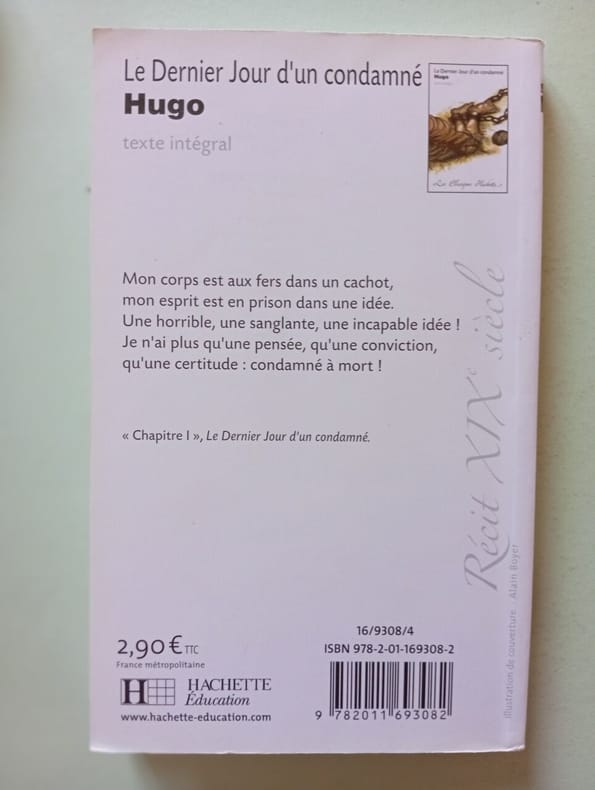 Le Dernier Jour d'un condamné
Hugo
texte intégral
Le Dernier Jour d'un condamné
Hugo
Mon corps est aux fers dans un cachot,
mon esprit est en prison dans une idée.
Une horrible, une sanglante, une incapable idée !
Je n'ai plus qu'une pensée, qu'une conviction,
qu'une certitude : condamné à mort !
« Chapitre I », Le Dernier Jour d'un condamné.
Récit XIXe siècle
Illustration de couverture : Alain Boyer
2,90 € TTC
France métropolitaine
H HACHETTE
Éducation
www.hachette-education.com
16/9308/4
ISBN 978-2-01-169308-2
9 782011 693082